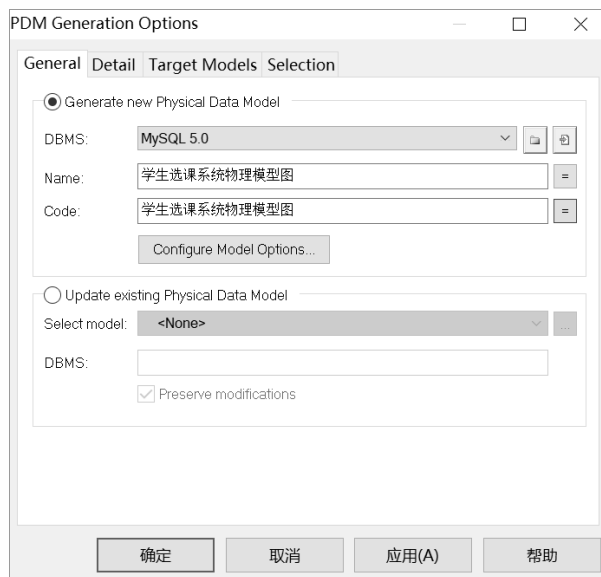 PDM Generation Options
General Detail Target Models Selection
Generate new Physical Data Model
DBMS: MySQL 5.0
Name: 学生选课系统物理模型图 =
Code: 学生选课系统物理模型图 =
Configure Model Options...
Update existing Physical Data Model
Select model: <None> ...
DBMS:
Preserve modifications
确定 取消 应用(A) 帮助